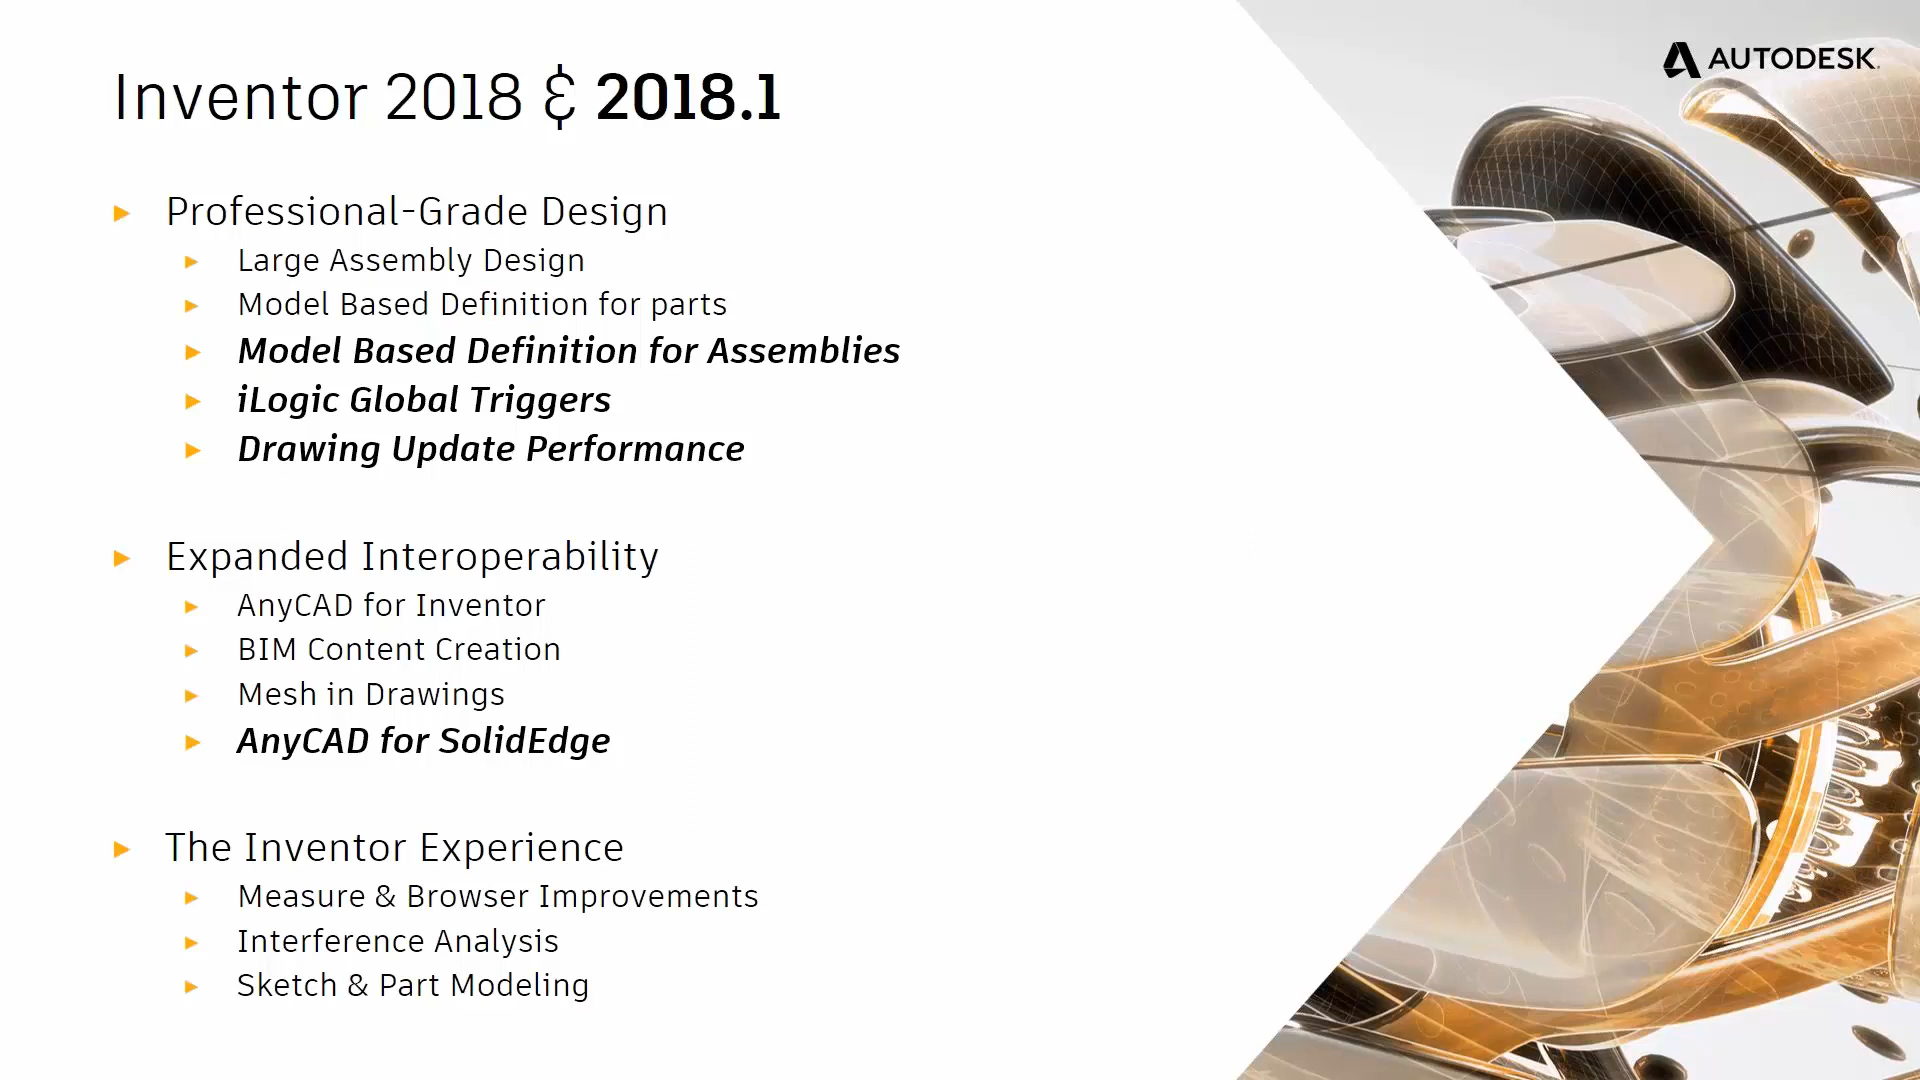 AUTODESK
Inventor 2018 & 2018.1
Professional-Grade Design
Large Assembly Design
Model Based Definition for parts
Model Based Definition for Assemblies
iLogic Global Triggers
Drawing Update Performance
Expanded Interoperability
AnyCAD for Inventor
BIM Content Creation
Mesh in Drawings
AnyCAD for SolidEdge
The Inventor Experience
Measure & Browser Improvements
Interference Analysis
Sketch & Part Modeling